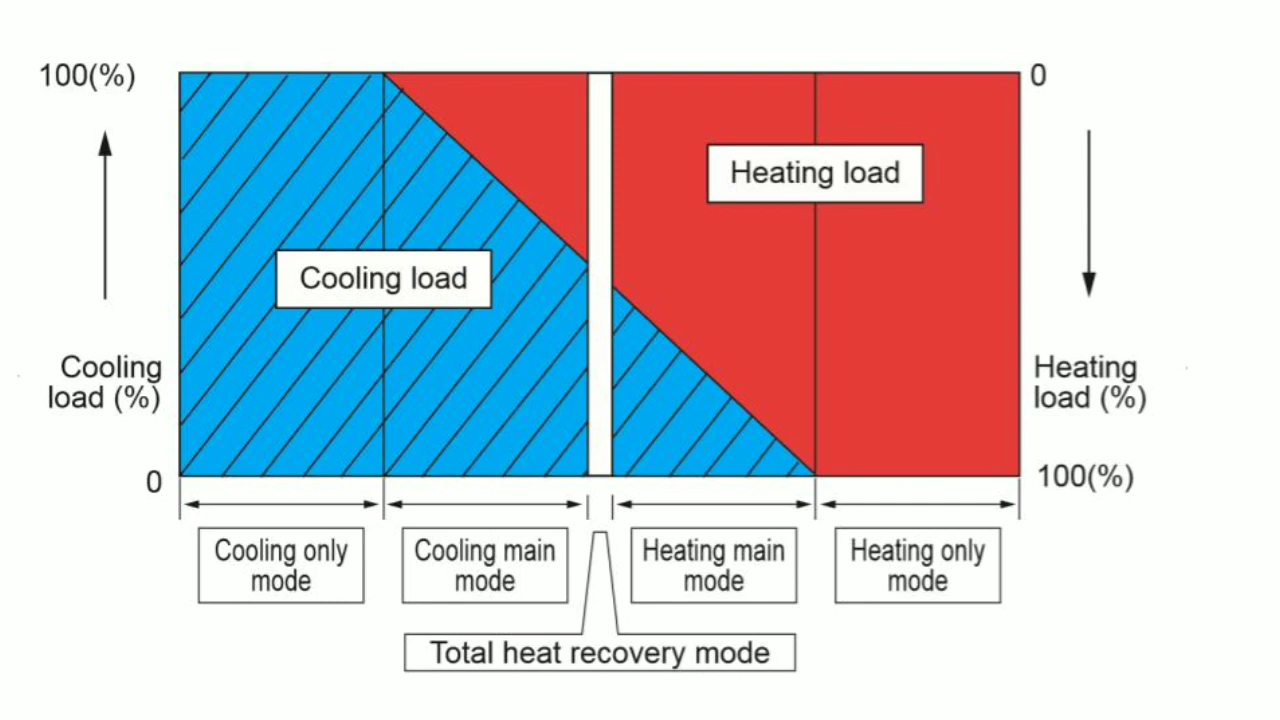 100(%)
0
Heating load
Cooling load
Cooling
load (%)
Heating
load (%)
0
100(%)
Cooling only
mode
Cooling main
mode
Heating main
mode
Heating only
mode
Total heat recovery mode